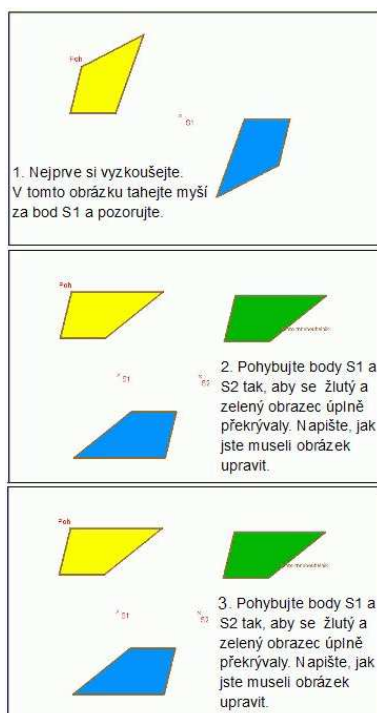 Poh
S1
1. Nejprve si vyzkoušejte.
V tomto obrázku tahejte myší
za bod S1 a pozorujte.
Poh
S1
S2
2. Pohybujte body S1 a
S2 tak, aby se žlutý a
zelený obrazec úplně
překrývaly. Napište, jak
jste museli obrázek
upravit.
Poh
S1
S2
3. Pohybujte body S1 a
S2 tak, aby se žlutý a
zelený obrazec úplně
překrývaly. Napište, jak
jste museli obrázek
upravit.